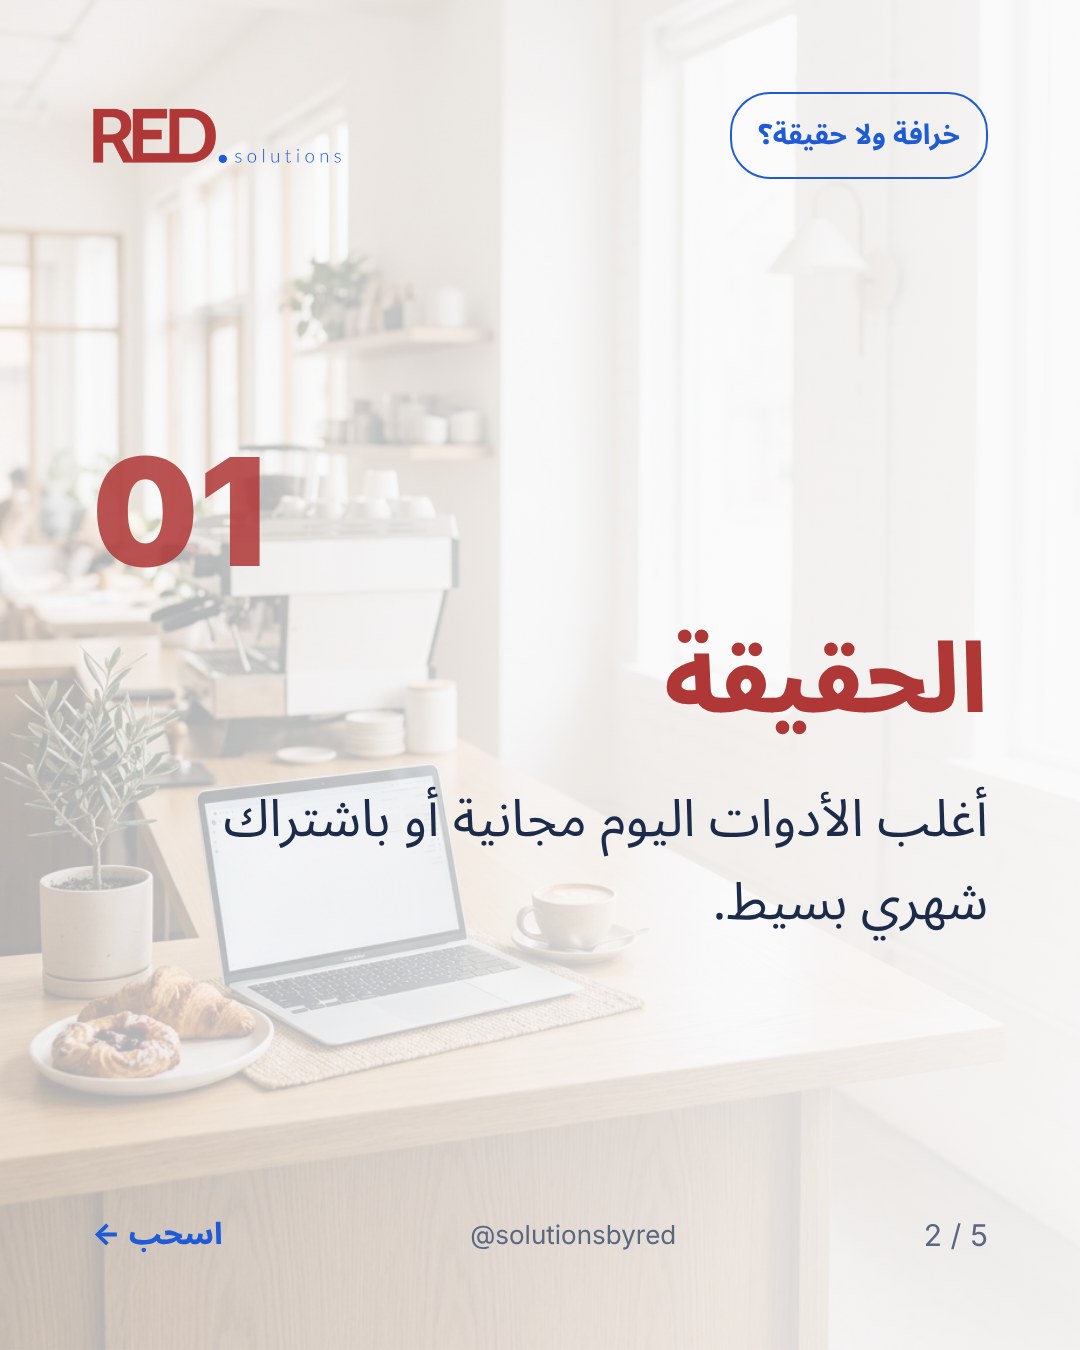 RED.solutions
خرافة ولا حقيقة؟
01
الحقيقة
أغلب الأدوات اليوم مجانية أو باشتراك
شهري بسيط.
اسحب ←
@solutionsbyred
2 / 5